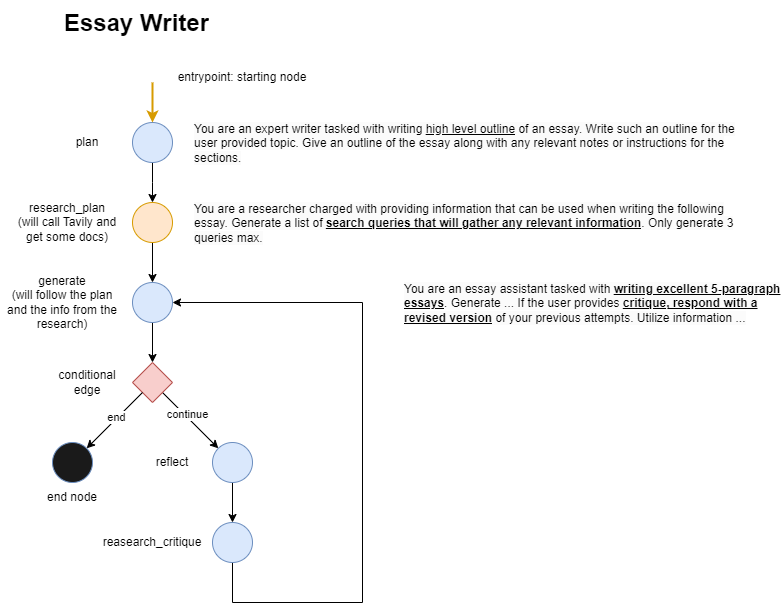 Essay Writer
entrypoint: starting node
plan
You are an expert writer tasked with writing high level outline of an essay. Write such an outline for the
user provided topic. Give an outline of the essay along with any relevant notes or instructions for the
sections.
research_plan
(will call Tavily and
get some docs)
You are a researcher charged with providing information that can be used when writing the following
essay. Generate a list of search queries that will gather any relevant information. Only generate 3
queries max.
generate
(will follow the plan
and the info from the
research)
You are an essay assistant tasked with writing excellent 5-paragraph
essays. Generate ... If the user provides critique, respond with a
revised version of your previous attempts. Utilize information ...
conditional
edge
end
continue
reflect
end node
reasearch_critique